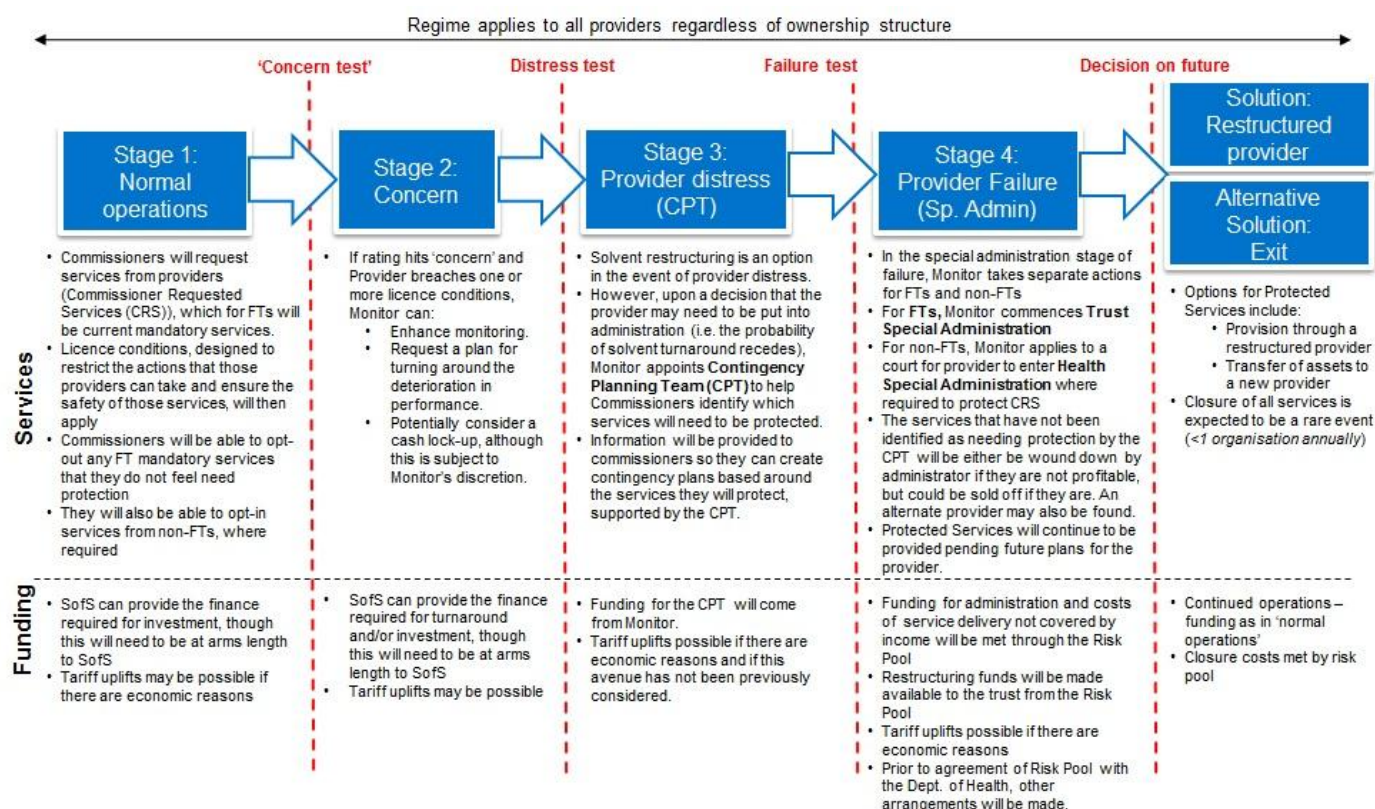 Regime applies to all providers regardless of ownership structure
'Concern test'
Distress test
Failure test
Decision on future
Stage 1:
Normal
operations
Stage 2:
Concern
Stage 3:
Provider distress
(CPT)
Stage 4:
Provider Failure
(Sp. Admin)
Solution:
Restructured
provider
Alternative
Solution:
Exit
Services
• Commissioners will request
services from providers
(Commissioner Requested
Services (CRS)), which for FTs will
be current mandatory services.
• Licence conditions, designed to
restrict the actions that those
providers can take and ensure the
safety of those services, will then
apply
• Commissioners will be able to opt-
out any FT mandatory services
that they do not feel need
protection
• They will also be able to opt-in
services from non-FTs, where
required
• If rating hits 'concern' and
Provider breaches one or
more licence conditions,
Monitor can:
• Enhance monitoring.
• Request a plan for
turning around the
deterioration in
performance.
• Potentially consider a
cash lock-up, although
this is subject to
Monitor's discretion.
• Solvent restructuring is an option
in the event of provider distress.
• However, upon a decision that the
provider may need to be put into
administration (i.e. the probability
of solvent turnaround recedes),
Monitor appoints Contingency
Planning Team (CPT) to help
Commissioners identify which
services will need to be protected.
• Information will be provided to
commissioners so they can create
contingency plans based around
the services they will protect,
supported by the CPT.
• In the special administration stage of
failure, Monitor takes separate actions
for FTs and non-FTs
• For FTs, Monitor commences Trust
Special Administration
• For non-FTs, Monitor applies to a
court for provider to enter Health
Special Administration where
required to protect CRS
• The services that have not been
identified as needing protection by the
CPT will be either be wound down by
administrator if they are not profitable,
but could be sold off if they are. An
alternate provider may also be found.
• Protected Services will continue to be
provided pending future plans for the
provider.
• Options for Protected
Services include:
• Provision through a
restructured provider
• Transfer of assets to
a new provider
• Closure of all services is
expected to be a rare event
(<1 organisation annually)
Funding
• SofS can provide the finance
required for investment, though
this will need to be at arms length
to SofS
• Tariff uplifts may be possible if
there are economic reasons
• SofS can provide the finance
required for turnaround
and/or investment, though
this will need to be at arms
length to SofS
• Tariff uplifts may be possible
• Funding for the CPT will come
from Monitor.
• Tariff uplifts possible if there are
economic reasons and if this
avenue has not been previously
considered.
• Funding for administration and costs
of service delivery not covered by
income will be met through the Risk
Pool
• Restructuring funds will be made
available to the trust from the Risk
Pool
• Tariff uplifts possible if there are
economic reasons
• Prior to agreement of Risk Pool with
the Dept. of Health, other
arrangements will be made.
• Continued operations –
funding as in 'normal
operations'
• Closure costs met by risk
pool